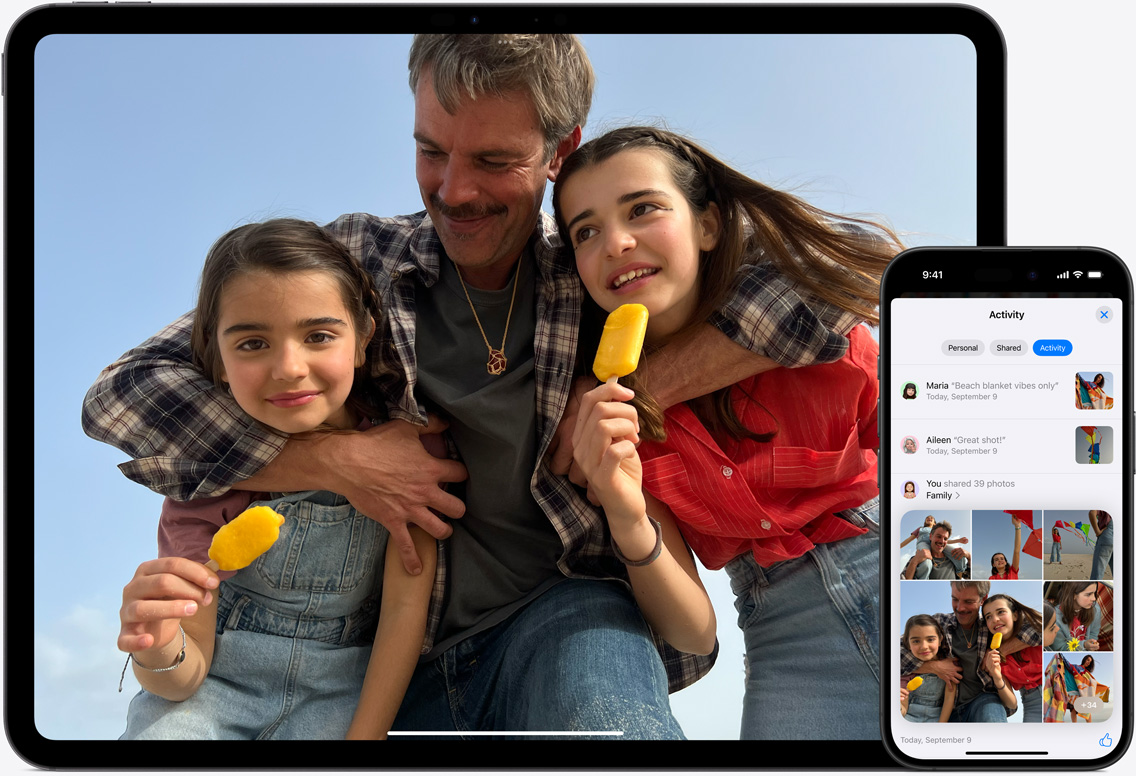 9:41
Activity
Personal Shared Activity
Maria “Beach blanket vibes only”
Today, September 9
Aileen “Great shot!”
Today, September 9
You shared 39 photos
Family >
+34
Today, September 9